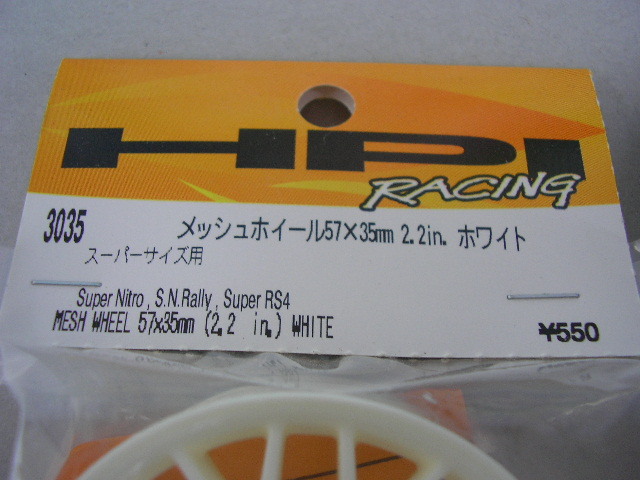 HPI
RACING
3035 メッシュホイール57×35mm 2.2in. ホワイト
スーパーサイズ用
Super Nitro , S.N.Rally , Super RS4
MESH WHEEL 57x35mm (2.2 in.) WHITE
¥550